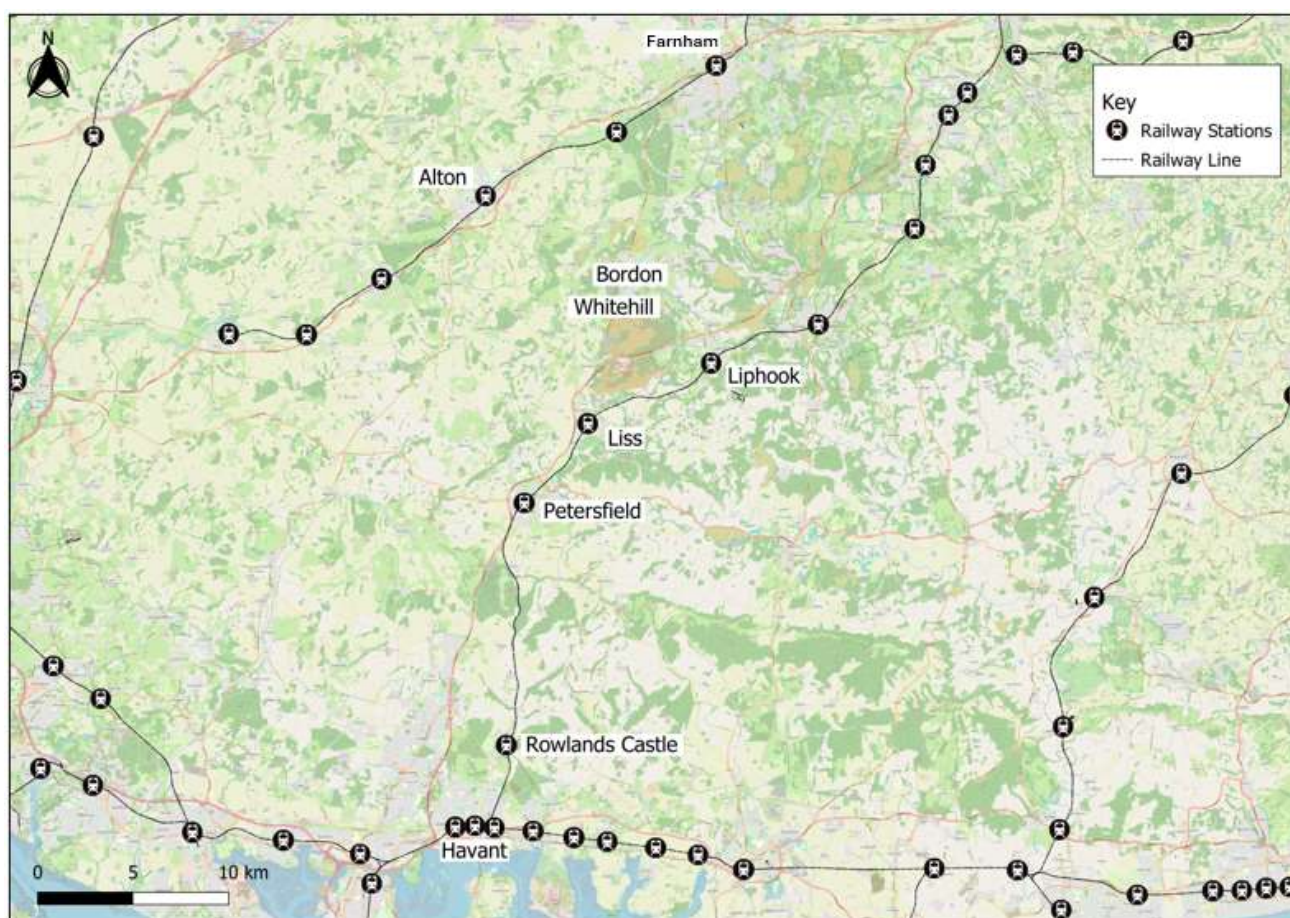 N
Farnham
Key
Railway Stations
Railway Line
Alton
Bordon
Whitehill
Liphook
Liss
Petersfield
Rowlands Castle
Havant
0 5 10 km